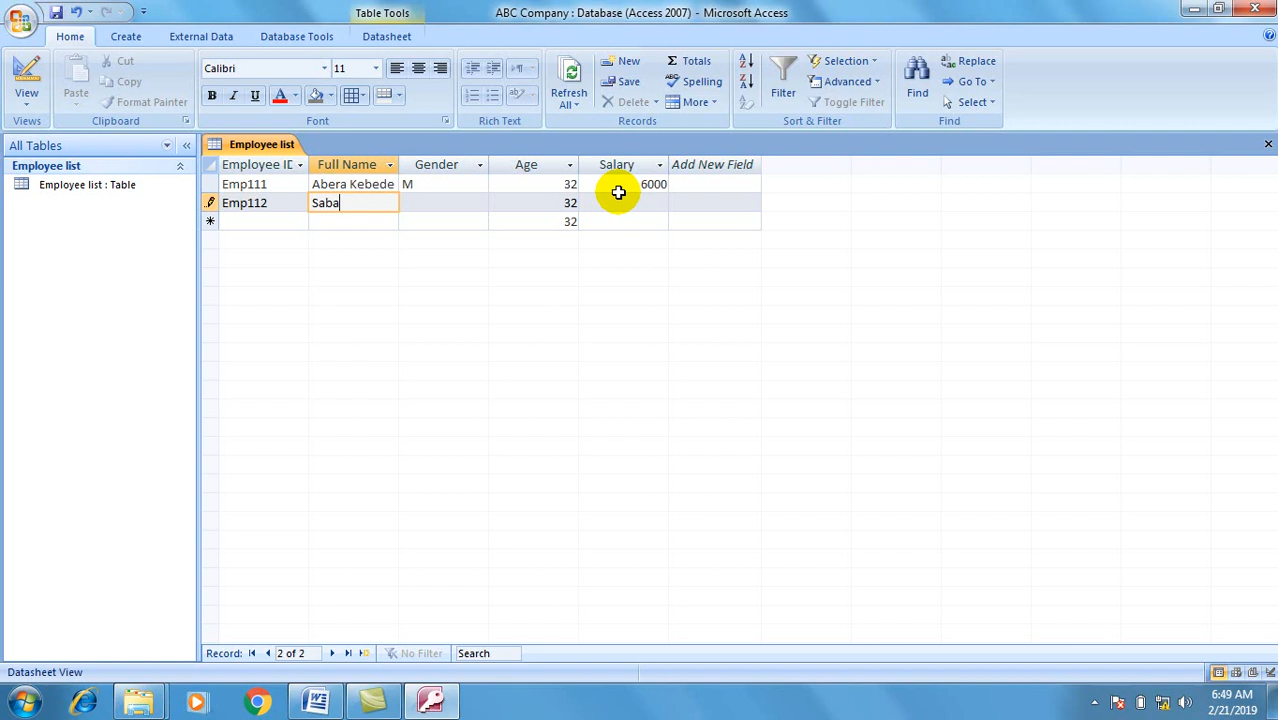 Table Tools
ABC Company : Database (Access 2007) - Microsoft Access
Home Create External Data Database Tools Datasheet
View
Views
Paste
Cut
Copy
Format Painter
Clipboard
Calibri 11
B I U A
Font
Rich Text
Refresh All
New
Save
Delete
Σ Totals
Spelling
More
Records
Filter
Selection
Advanced
Toggle Filter
Sort & Filter
Find
Replace
Go To
Select
Find
All Tables
Employee list
Employee list : Table
Employee list
Employee ID Full Name Gender Age Salary Add New Field
Emp111 Abera Kebede M 32 6000
Emp112 Saba 32
32
Record: 2 of 2 No Filter Search
Datasheet View
6:49 AM
2/21/2019